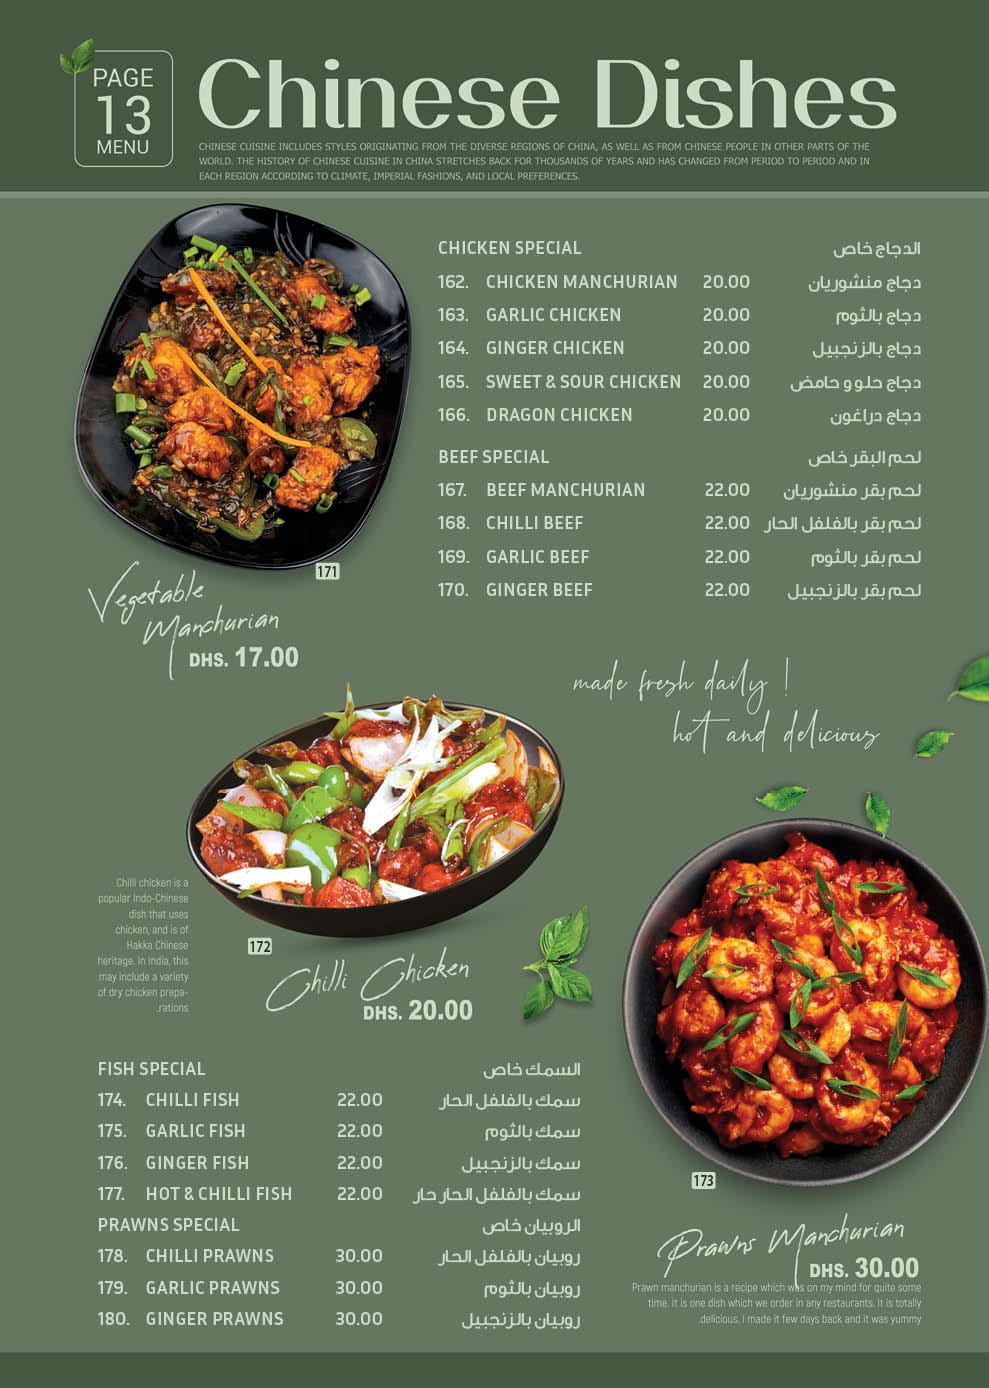 PAGE
13
MENU
Chinese Dishes
CHINESE CUISINE INCLUDES STYLES ORIGINATING FROM THE DIVERSE REGIONS OF CHINA, AS WELL AS FROM CHINESE PEOPLE IN OTHER PARTS OF THE
WORLD. THE HISTORY OF CHINESE CUISINE IN CHINA STRETCHES BACK FOR THOUSANDS OF YEARS AND HAS CHANGED FROM PERIOD TO PERIOD AND IN
EACH REGION ACCORDING TO CLIMATE, IMPERIAL FASHIONS, AND LOCAL PREFERENCES.
CHICKEN SPECIAL الدجاج خاص
162. CHICKEN MANCHURIAN 20.00 دجاج منشوريان
163. GARLIC CHICKEN 20.00 دجاج بالثوم
164. GINGER CHICKEN 20.00 دجاج بالزنجبيل
165. SWEET & SOUR CHICKEN 20.00 دجاج حلو و حامض
166. DRAGON CHICKEN 20.00 دجاج دراغون
BEEF SPECIAL لحم البقر خاص
167. BEEF MANCHURIAN 22.00 لحم بقر منشوريان
168. CHILLI BEEF 22.00 لحم بقر بالفلفل الحار
169. GARLIC BEEF 22.00 لحم بقر بالثوم
170. GINGER BEEF 22.00 لحم بقر بالزنجبيل
171
Vegetable
Manchurian
DHS. 17.00
made fresh daily !
hot and delicious
Chilli chicken is a
popular Indo-Chinese
dish that uses
chicken, and is of
Hakka Chinese
heritage. In India, this
may include a variety
of dry chicken prepa-
.rations
172
Chilli Chicken
DHS. 20.00
FISH SPECIAL السمك خاص
174. CHILLI FISH 22.00 سمك بالفلفل الحار
175. GARLIC FISH 22.00 سمك بالثوم
176. GINGER FISH 22.00 سمك بالزنجبيل
177. HOT & CHILLI FISH 22.00 سمك بالفلفل الحار حار
PRAWNS SPECIAL الروبيان خاص
178. CHILLI PRAWNS 30.00 روبيان بالفلفل الحار
179. GARLIC PRAWNS 30.00 روبيان بالثوم
180. GINGER PRAWNS 30.00 روبيان بالزنجبيل
173
Prawns Manchurian
DHS. 30.00
Prawn manchurian is a recipe which was on my mind for quite some
time. It is one dish which we order in any restaurants. It is totally
.delicious. I made it few days back and it was yummy